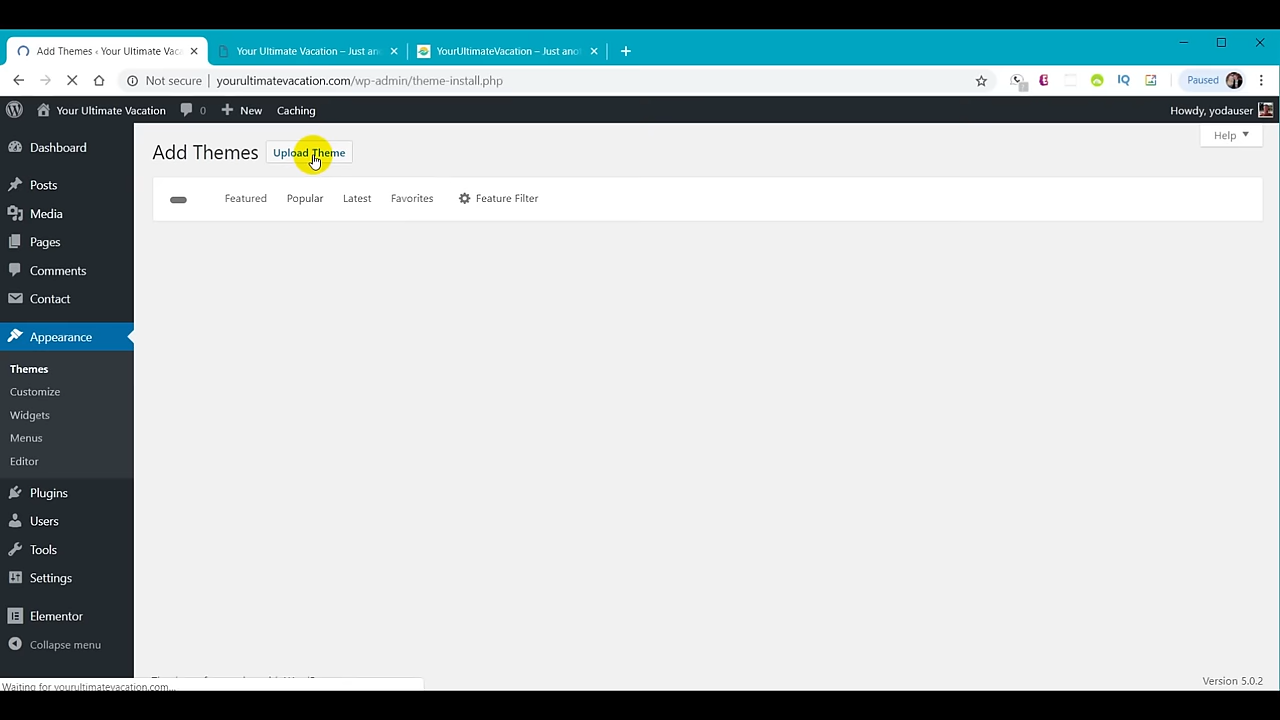 Add Themes ‹ Your Ultimate Vaca
Your Ultimate Vacation – Just an
YourUltimateVacation – Just ano
Not secure | yourultimatevacation.com/wp-admin/theme-install.php
IQ
Paused
Your Ultimate Vacation
0
New
Caching
Howdy, yodauser
Help
Dashboard
Posts
Media
Pages
Comments
Contact
Appearance
Themes
Customize
Widgets
Menus
Editor
Plugins
Users
Tools
Settings
Elementor
Collapse menu
Add Themes
Upload Theme
Featured
Popular
Latest
Favorites
Feature Filter
Waiting for yourultimatevacation.com...
Version 5.0.2